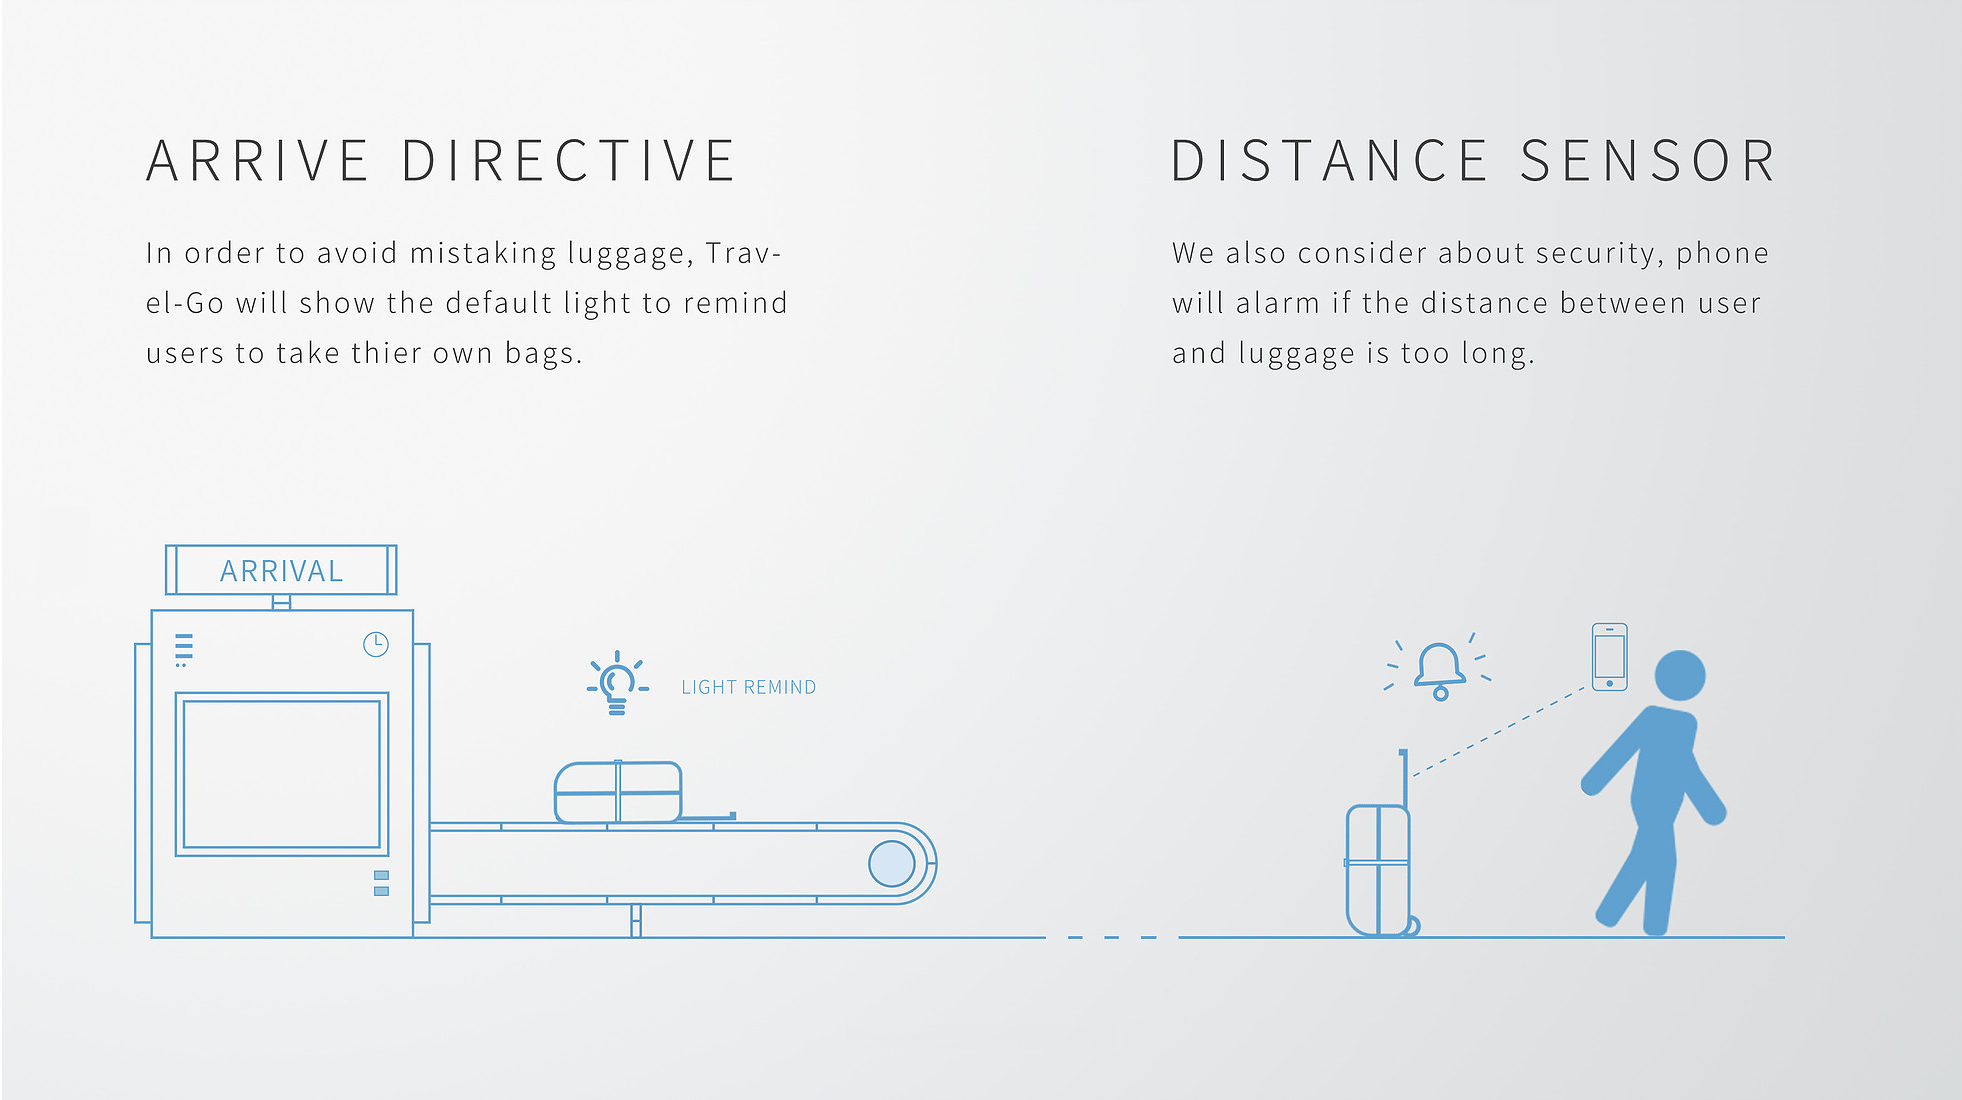 ARRIVE DIRECTIVE
In order to avoid mistaking luggage, Trav-
el-Go will show the default light to remind
users to take thier own bags.
DISTANCE SENSOR
We also consider about security, phone
will alarm if the distance between user
and luggage is too long.
ARRIVAL
LIGHT REMIND